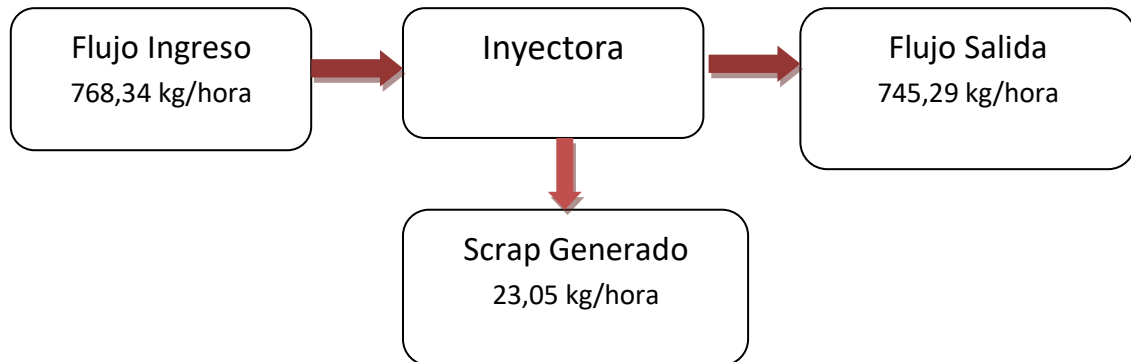 Flujo Ingreso
768,34 kg/hora
Inyectora
Flujo Salida
745,29 kg/hora
Scrap Generado
23,05 kg/hora